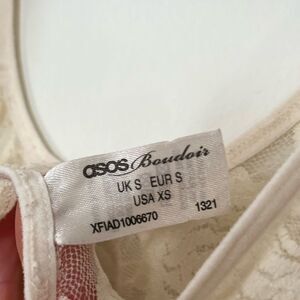 asos Boudoir
UK S EUR S
USA XS
XFIAD1006670 1321